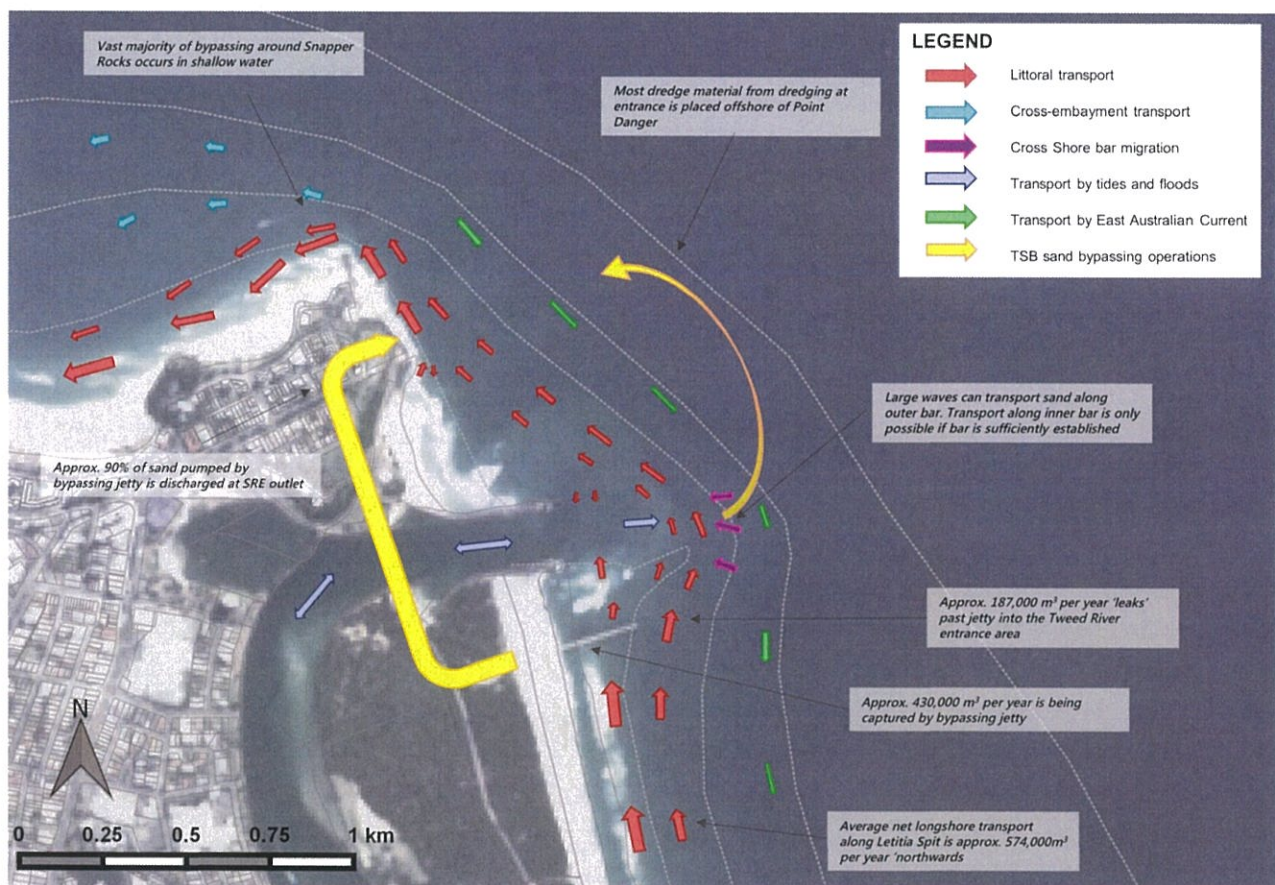 Vast majority of bypassing around Snapper
Rocks occurs in shallow water
Most dredge material from dredging at
entrance is placed offshore of Point
Danger
LEGEND
Littoral transport
Cross-embayment transport
Cross Shore bar migration
Transport by tides and floods
Transport by East Australian Current
TSB sand bypassing operations
Large waves can transport sand along
outer bar. Transport along inner bar is only
possible if bar is sufficiently established
Approx. 90% of sand pumped by
bypassing jetty is discharged at SRE outlet
Approx. 187,000 m³ per year 'leaks'
past jetty into the Tweed River
entrance area
Approx. 430,000 m³ per year is being
captured by bypassing jetty
Average net longshore transport
along Letitia Spit is approx. 574,000m³
per year 'northwards
N
0 0.25 0.5 0.75 1 km